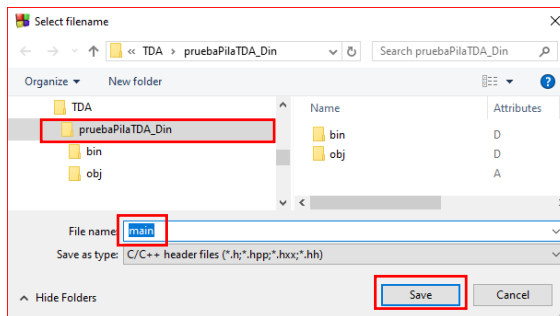 Select filename
« TDA › pruebaPilaTDA_Din
Search pruebaPilaTDA_Din
Organize
New folder
TDA
pruebaPilaTDA_Din
bin
obj
Name
Attributes
bin
D
obj
D
A
File name:
main
Save as type:
C/C++ header files (*.h;*.hpp;*.hxx;*.hh)
Hide Folders
Save
Cancel